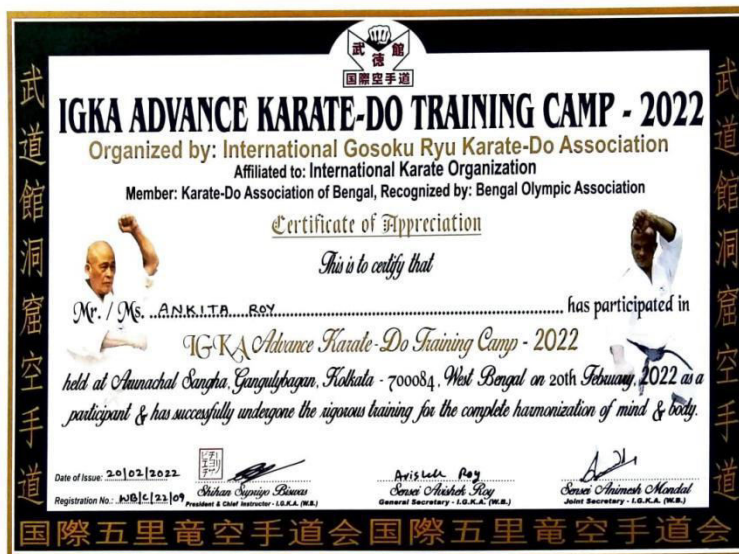 武 徳 館
国際空手道
IGKA ADVANCE KARATE-DO TRAINING CAMP - 2022
Organized by: International Gosoku Ryu Karate-Do Association
Affiliated to: International Karate Organization
Member: Karate-Do Association of Bengal, Recognized by: Bengal Olympic Association
Certificate of Appreciation
This is to certify that
Mr. / Ms. ANKITA ROY has participated in
IGKA Advance Karate-Do Training Camp - 2022
held at Arunachal Sangha, Gangulybagan, Kolkata - 700084, West Bengal on 20th February, 2022 as a
participant & has successfully undergone the rigorous training for the complete harmonization of mind & body.
Date of Issue: 20/02/2022
Registration No.: WB/C/22/09
Shihan Supriyo Biswas
President & Chief Instructor - I.G.K.A. (W.B.)
Avishek Roy
Sensei Avishek Roy
General Secretary - I.G.K.A. (W.B.)
Sensei Animesh Mondal
Joint Secretary - I.G.K.A. (W.B.)
武道館洞窟空手道
武道館洞窟空手道
国際五里竜空手道会国際五里竜空手道会